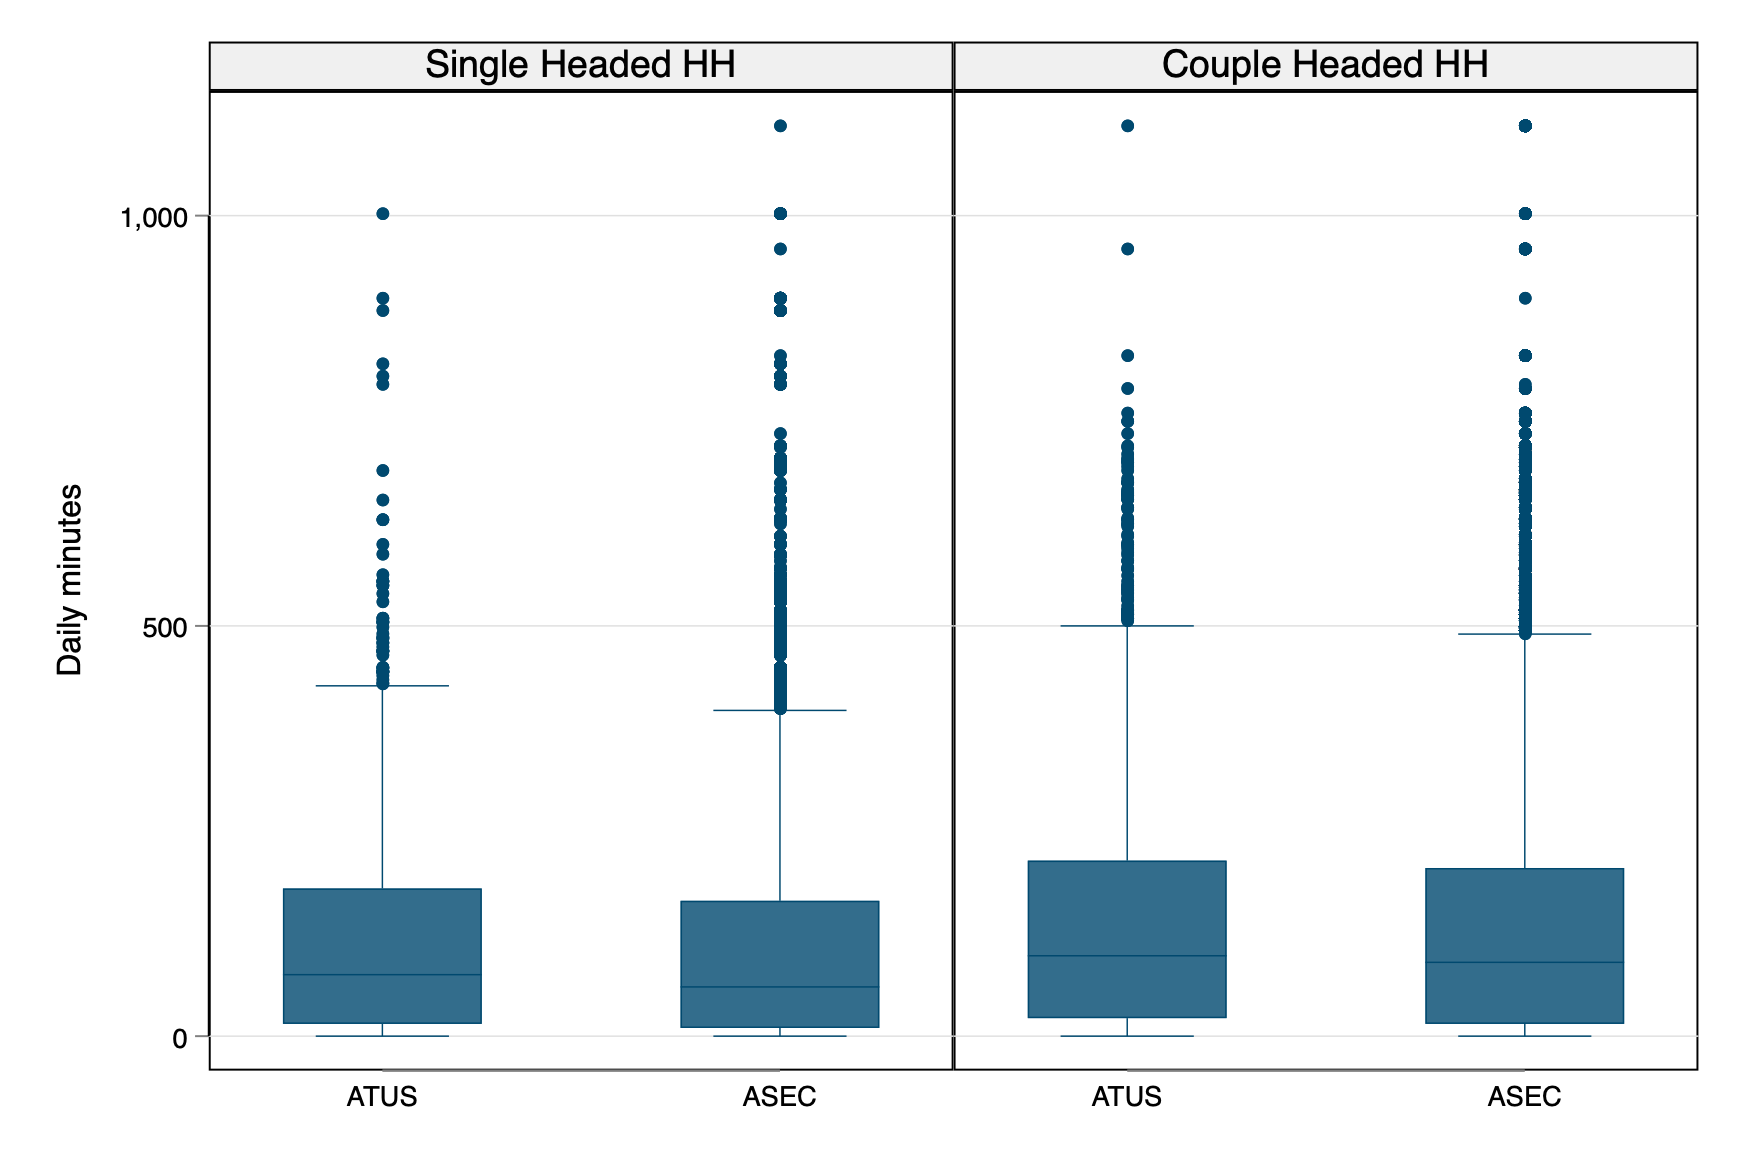 Single Headed HH
Couple Headed HH
Daily minutes
1,000
500
0
ATUS
ASEC
ATUS
ASEC